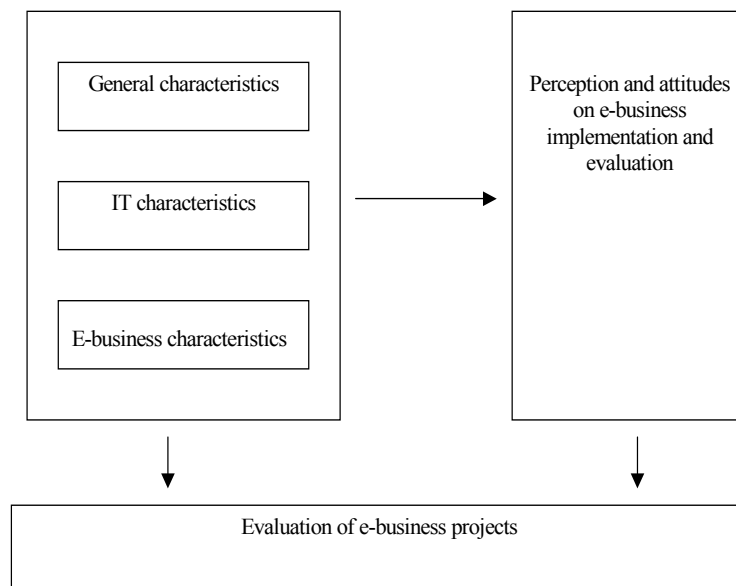 General characteristics
IT characteristics
E-business characteristics
Perception and attitudes
on e-business
implementation and
evaluation
Evaluation of e-business projects